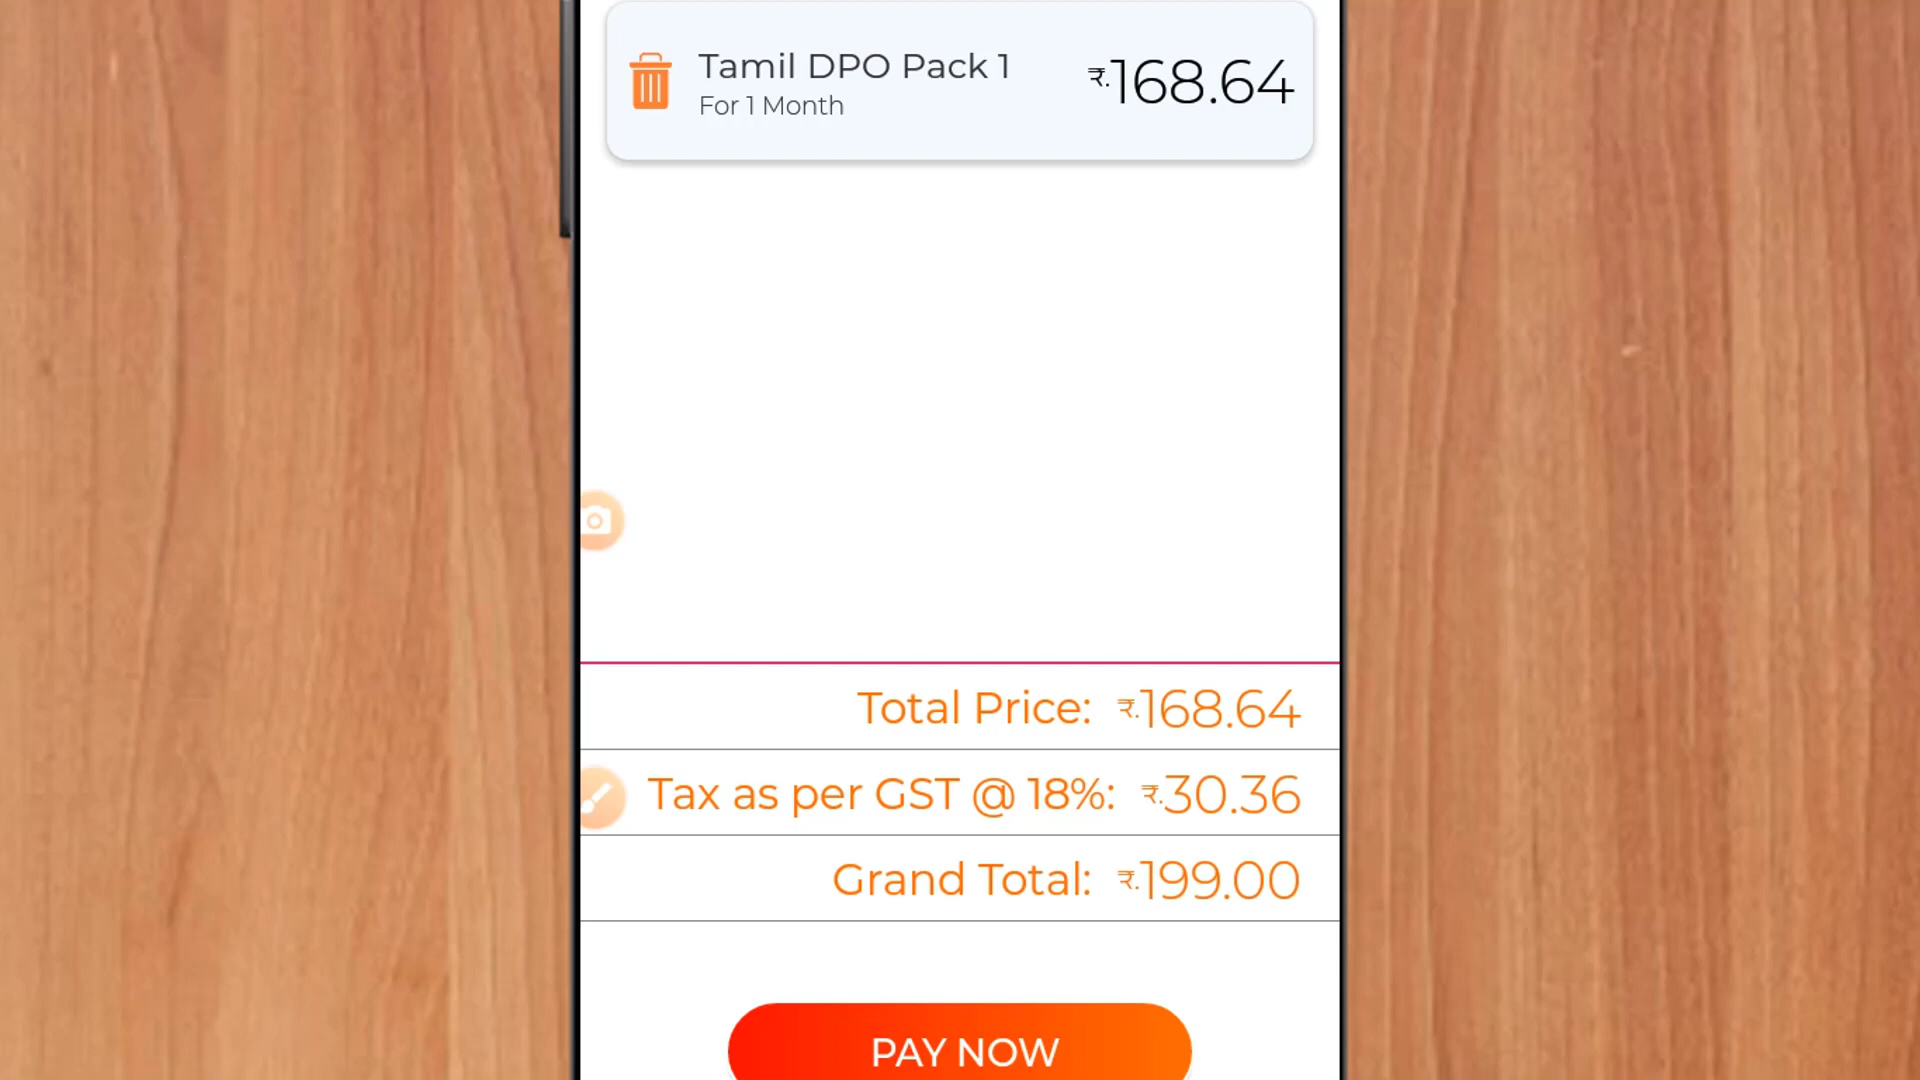 Tamil DPO Pack 1
₹.168.64
For 1 Month
Total Price: ₹.168.64
Tax as per GST @ 18%: ₹.30.36
Grand Total: ₹.199.00
PAY NOW